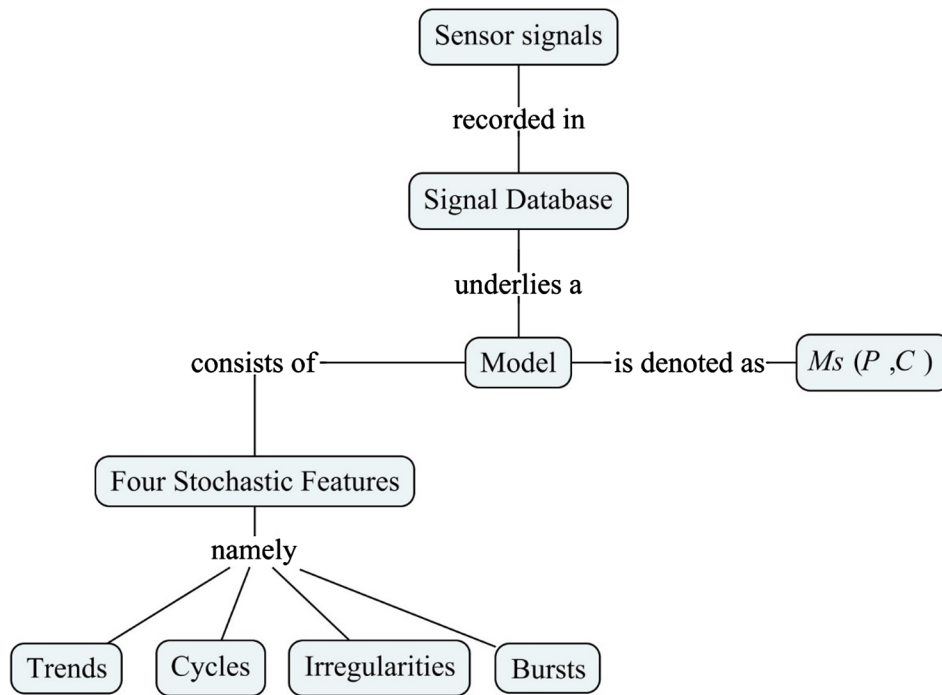 Sensor signals
recorded in
Signal Database
underlies a
consists of
Model
is denoted as
Ms (P ,C )
Four Stochastic Features
namely
Trends
Cycles
Irregularities
Bursts